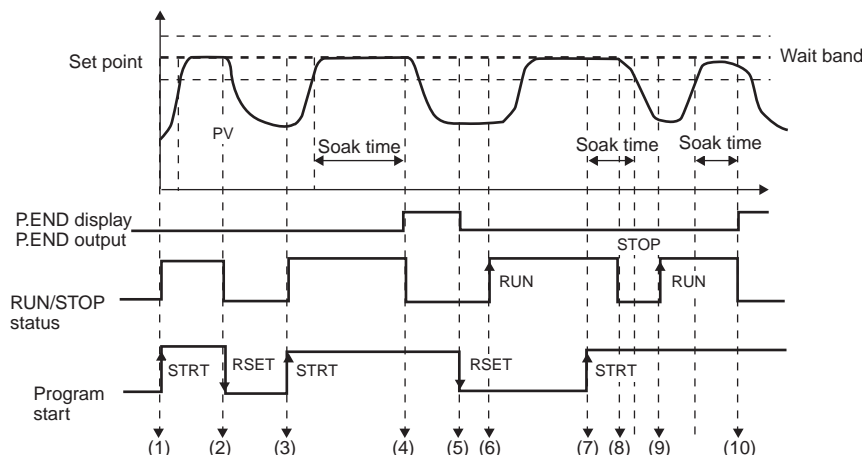 Set point
Wait band
PV
Soak time
Soak time
Soak time
P.END display
P.END output
STOP
RUN
RUN
RUN/STOP
status
STRT
RSET
STRT
RSET
STRT
Program
start
(1)
(2)
(3)
(4)
(5)
(6)
(7)
(8)
(9)
(10)